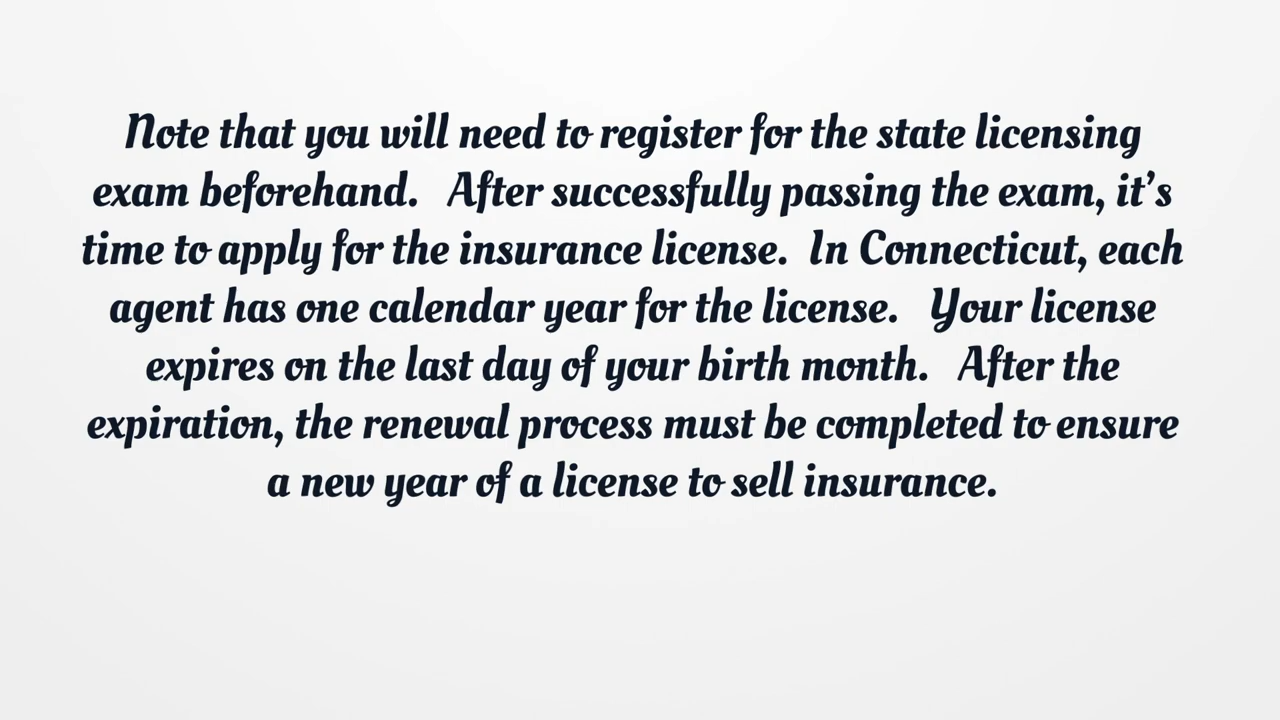 Note that you will need to register for the state licensing
exam beforehand.   After successfully passing the exam, it’s
time to apply for the insurance license.  In Connecticut, each
agent has one calendar year for the license.   Your license
expires on the last day of your birth month.   After the
expiration, the renewal process must be completed to ensure
a new year of a license to sell insurance.